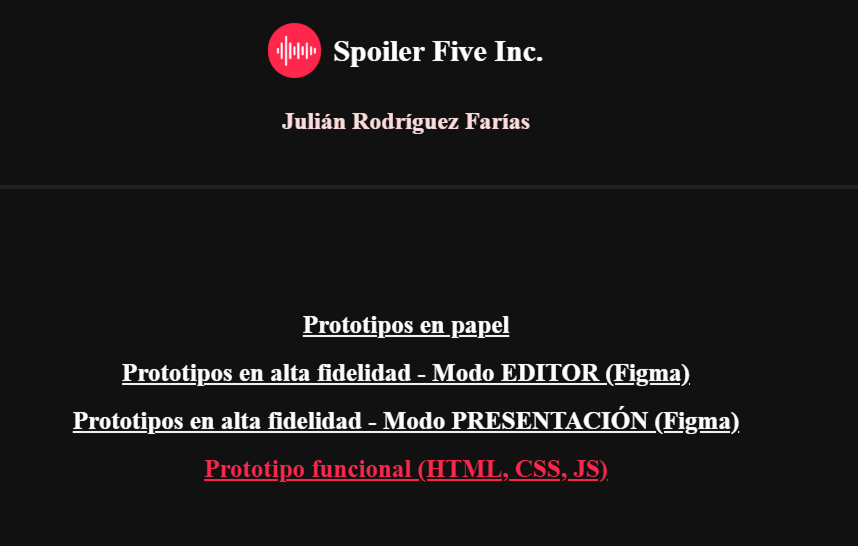 Spoiler Five Inc.
Julián Rodríguez Farías
Prototipos en papel
Prototipos en alta fidelidad - Modo EDITOR (Figma)
Prototipos en alta fidelidad - Modo PRESENTACIÓN (Figma)
Prototipo funcional (HTML, CSS, JS)